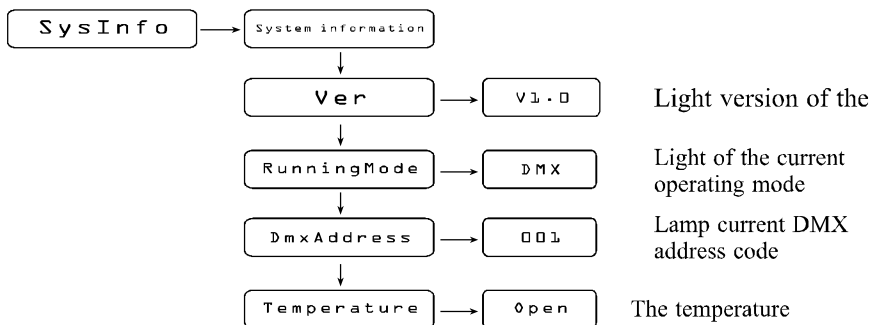 SysInfo
System information
Ver
V1.0
Light version of the
RunningMode
DMX
Light of the current
operating mode
DmxAddress
001
Lamp current DMX
address code
Temperature
Open
The temperature